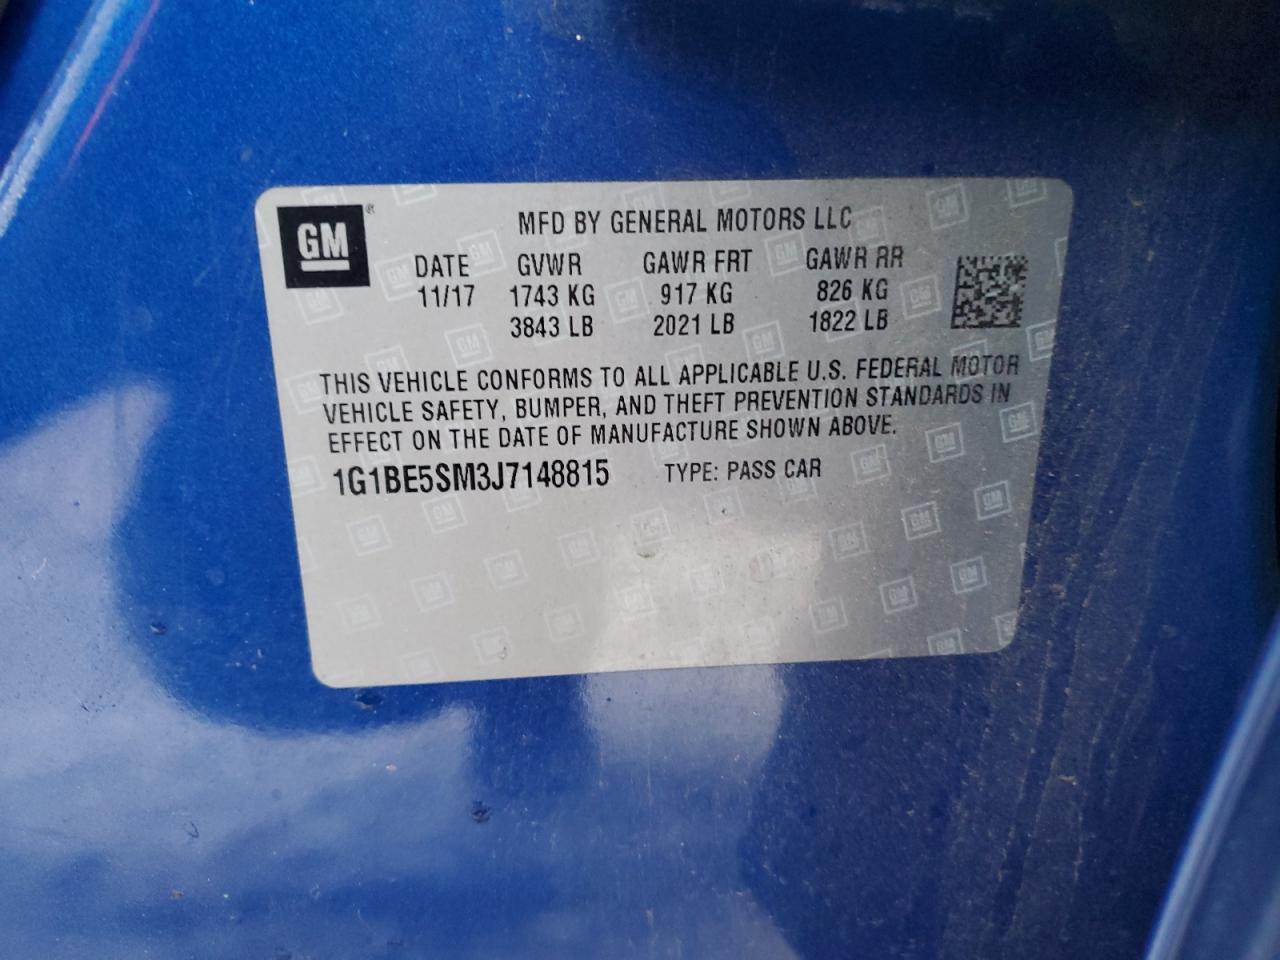 GM®
MFD BY GENERAL MOTORS LLC
DATE GVWR GAWR FRT GAWR RR
11/17 1743 KG 917 KG 826 KG
3843 LB 2021 LB 1822 LB
THIS VEHICLE CONFORMS TO ALL APPLICABLE U.S. FEDERAL MOTOR
VEHICLE SAFETY, BUMPER, AND THEFT PREVENTION STANDARDS IN
EFFECT ON THE DATE OF MANUFACTURE SHOWN ABOVE.
1G1BE5SM3J7148815 TYPE: PASS CAR